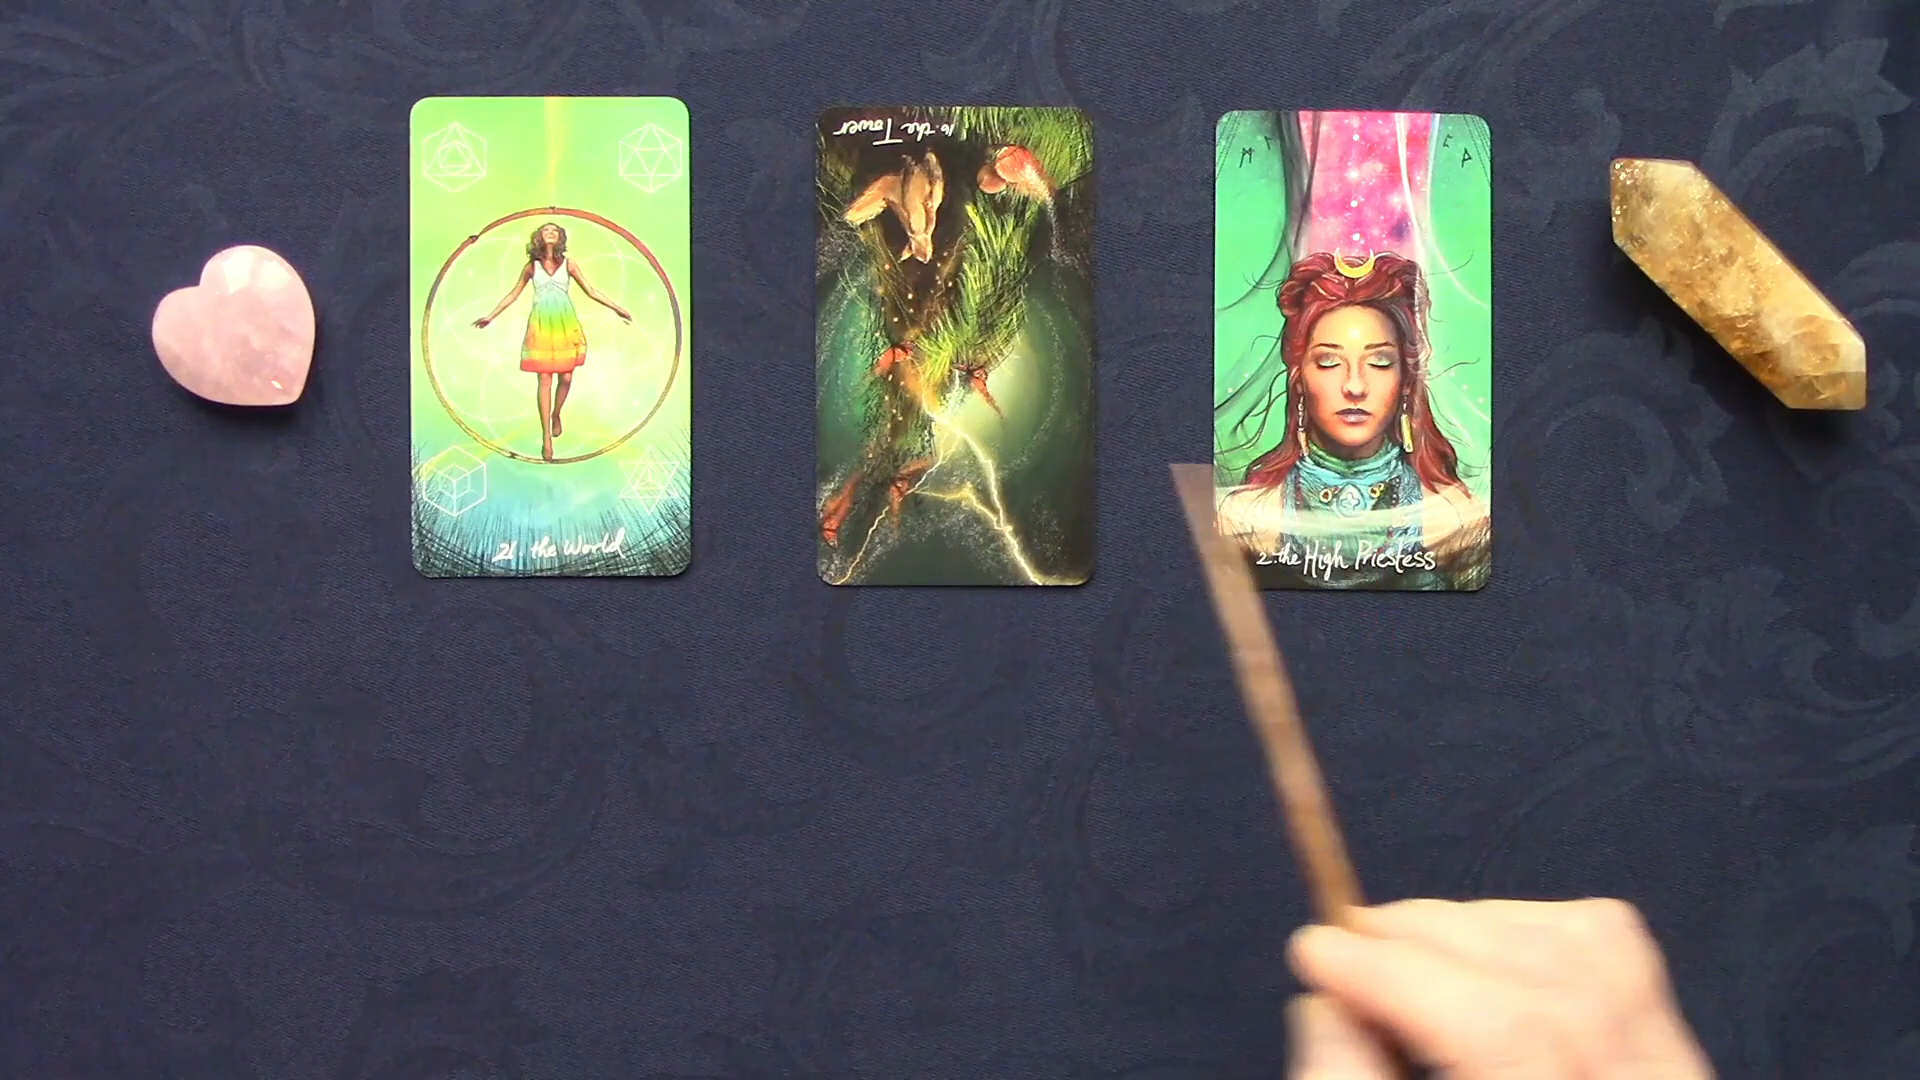 21. the World
16. the Tower
2. the High Priestess